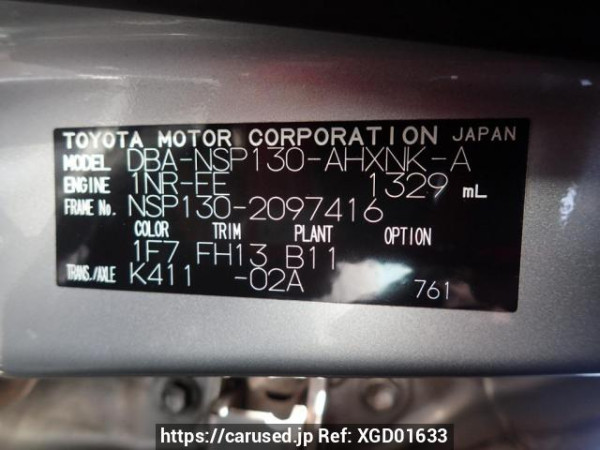 TOYOTA MOTOR CORPORATION JAPAN
MODEL DBA-NSP130-AHXNK-A
ENGINE 1NR-FE 1329 mL
FRAME No. NSP130-2097416
COLOR TRIM PLANT OPTION
1F7 FH13 B11
TRANS./AXLE K411 -02A 761
https://carused.jp Ref: XGD01633